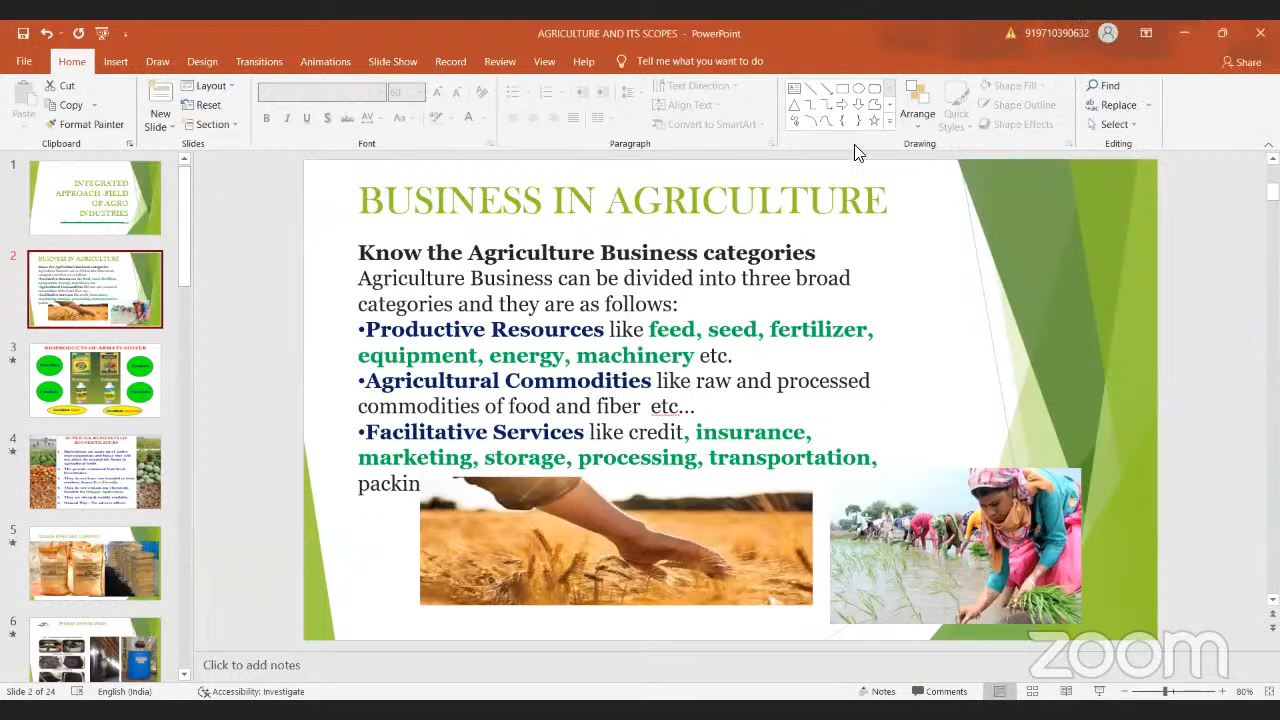 AGRICULTURE AND ITS SCOPES - PowerPoint
919710390632
File Home Insert Draw Design Transitions Animations Slide Show Record Review View Help Tell me what you want to do
Share
Paste
Cut
Copy
Format Painter
Clipboard
New Slide
Layout
Reset
Section
Slides
Font
Text Direction
Align Text
Convert to SmartArt
Paragraph
Arrange
Quick Styles
Shape Fill
Shape Outline
Shape Effects
Drawing
Find
Replace
Select
Editing
1
INTEGRATED
APPROACH -FIELD
OF AGRO
INDUSTRIES
2
BUSINESS IN AGRICULTURE
3
4
5
6
BUSINESS IN AGRICULTURE
Know the Agriculture Business categories
Agriculture Business can be divided into three broad
categories and they are as follows:
•Productive Resources like feed, seed, fertilizer,
equipment, energy, machinery etc.
•Agricultural Commodities like raw and processed
commodities of food and fiber etc...
•Facilitative Services like credit, insurance,
marketing, storage, processing, transportation,
packin
zoom
Click to add notes
Slide 2 of 24 English (India) Accessibility: Investigate Notes Comments 80%